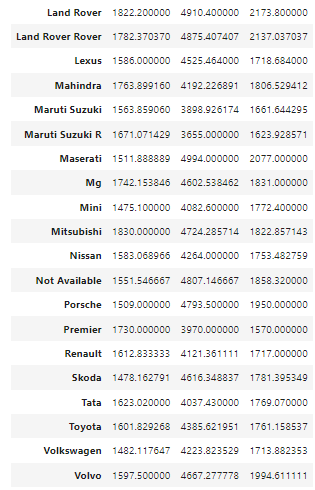 Land Rover 1822.200000 4910.400000 2173.800000
Land Rover Rover 1782.370370 4875.407407 2137.037037
Lexus 1586.000000 4525.464000 1718.684000
Mahindra 1763.899160 4192.226891 1806.529412
Maruti Suzuki 1563.859060 3898.926174 1661.644295
Maruti Suzuki R 1671.071429 3655.000000 1623.928571
Maserati 1511.888889 4994.000000 2077.000000
Mg 1742.153846 4602.538462 1831.000000
Mini 1475.100000 4082.600000 1772.400000
Mitsubishi 1830.000000 4724.285714 1822.857143
Nissan 1583.068966 4264.000000 1753.482759
Not Available 1551.546667 4807.146667 1858.320000
Porsche 1509.000000 4793.500000 1950.000000
Premier 1730.000000 3970.000000 1570.000000
Renault 1612.833333 4121.361111 1717.000000
Skoda 1478.162791 4616.348837 1781.395349
Tata 1623.020000 4037.430000 1769.070000
Toyota 1601.829268 4385.621951 1761.158537
Volkswagen 1482.117647 4223.823529 1713.882353
Volvo 1597.500000 4667.277778 1994.611111